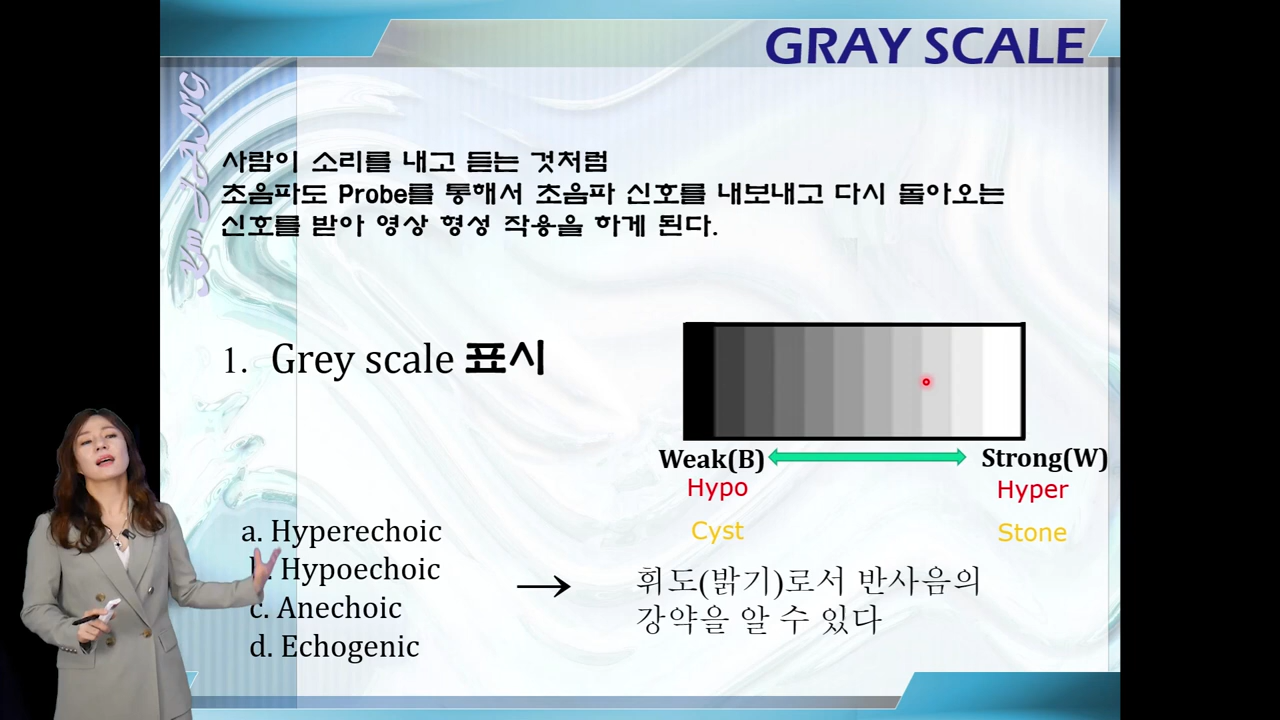 GRAY SCALE
사람이 소리를 내고 듣는 것처럼
초음파도 Probe를 통해서 초음파 신호를 내보내고 다시 돌아오는
신호를 받아 영상 형성 작용을 하게 된다.
1. Grey scale 표시
Weak(B) Strong(W)
Hypo Hyper
Cyst Stone
a. Hyperechoic
b. Hypoechoic
c. Anechoic
d. Echogenic
→ 휘도(밝기)로서 반사음의
강약을 알 수 있다